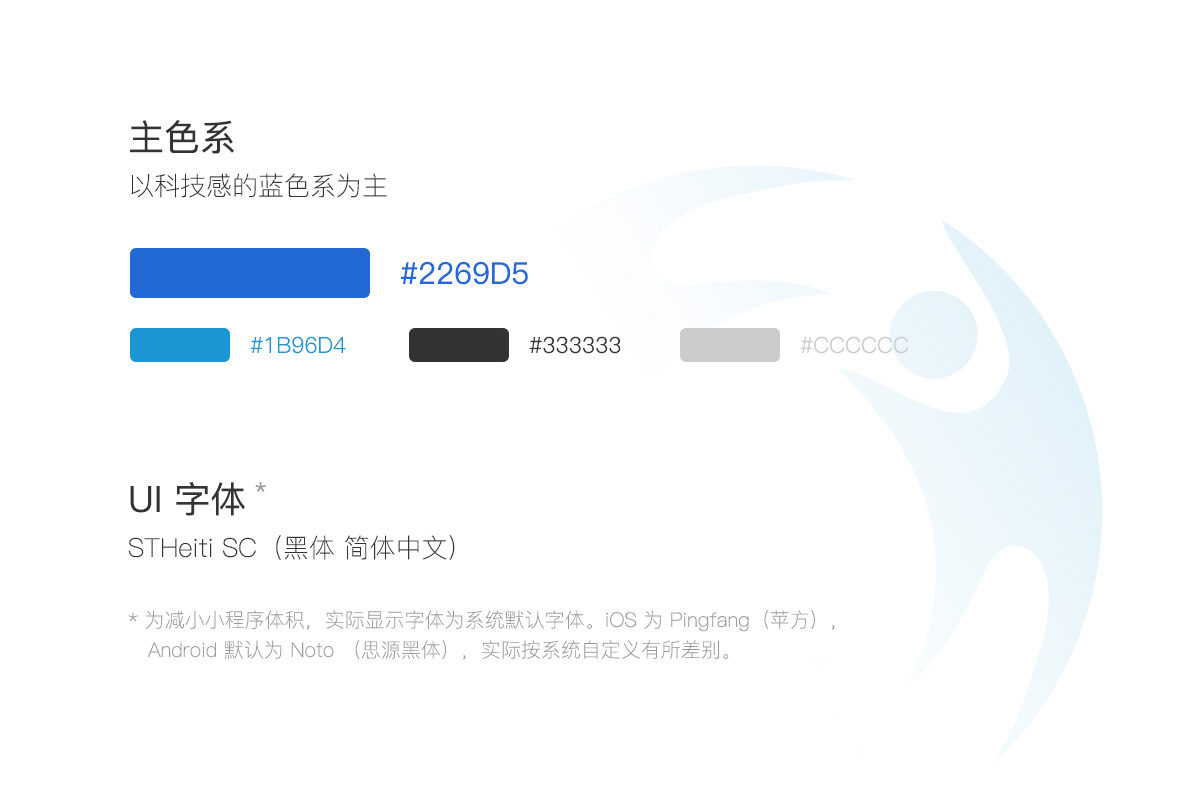 主色系
以科技感的蓝色系为主
#2269D5
#1B96D4 #333333 #CCCCCC
UI 字体 *
STHeiti SC（黑体 简体中文）
* 为减小小程序体积，实际显示字体为系统默认字体。iOS 为 Pingfang（苹方），
Android 默认为 Noto （思源黑体），实际按系统自定义有所差别。